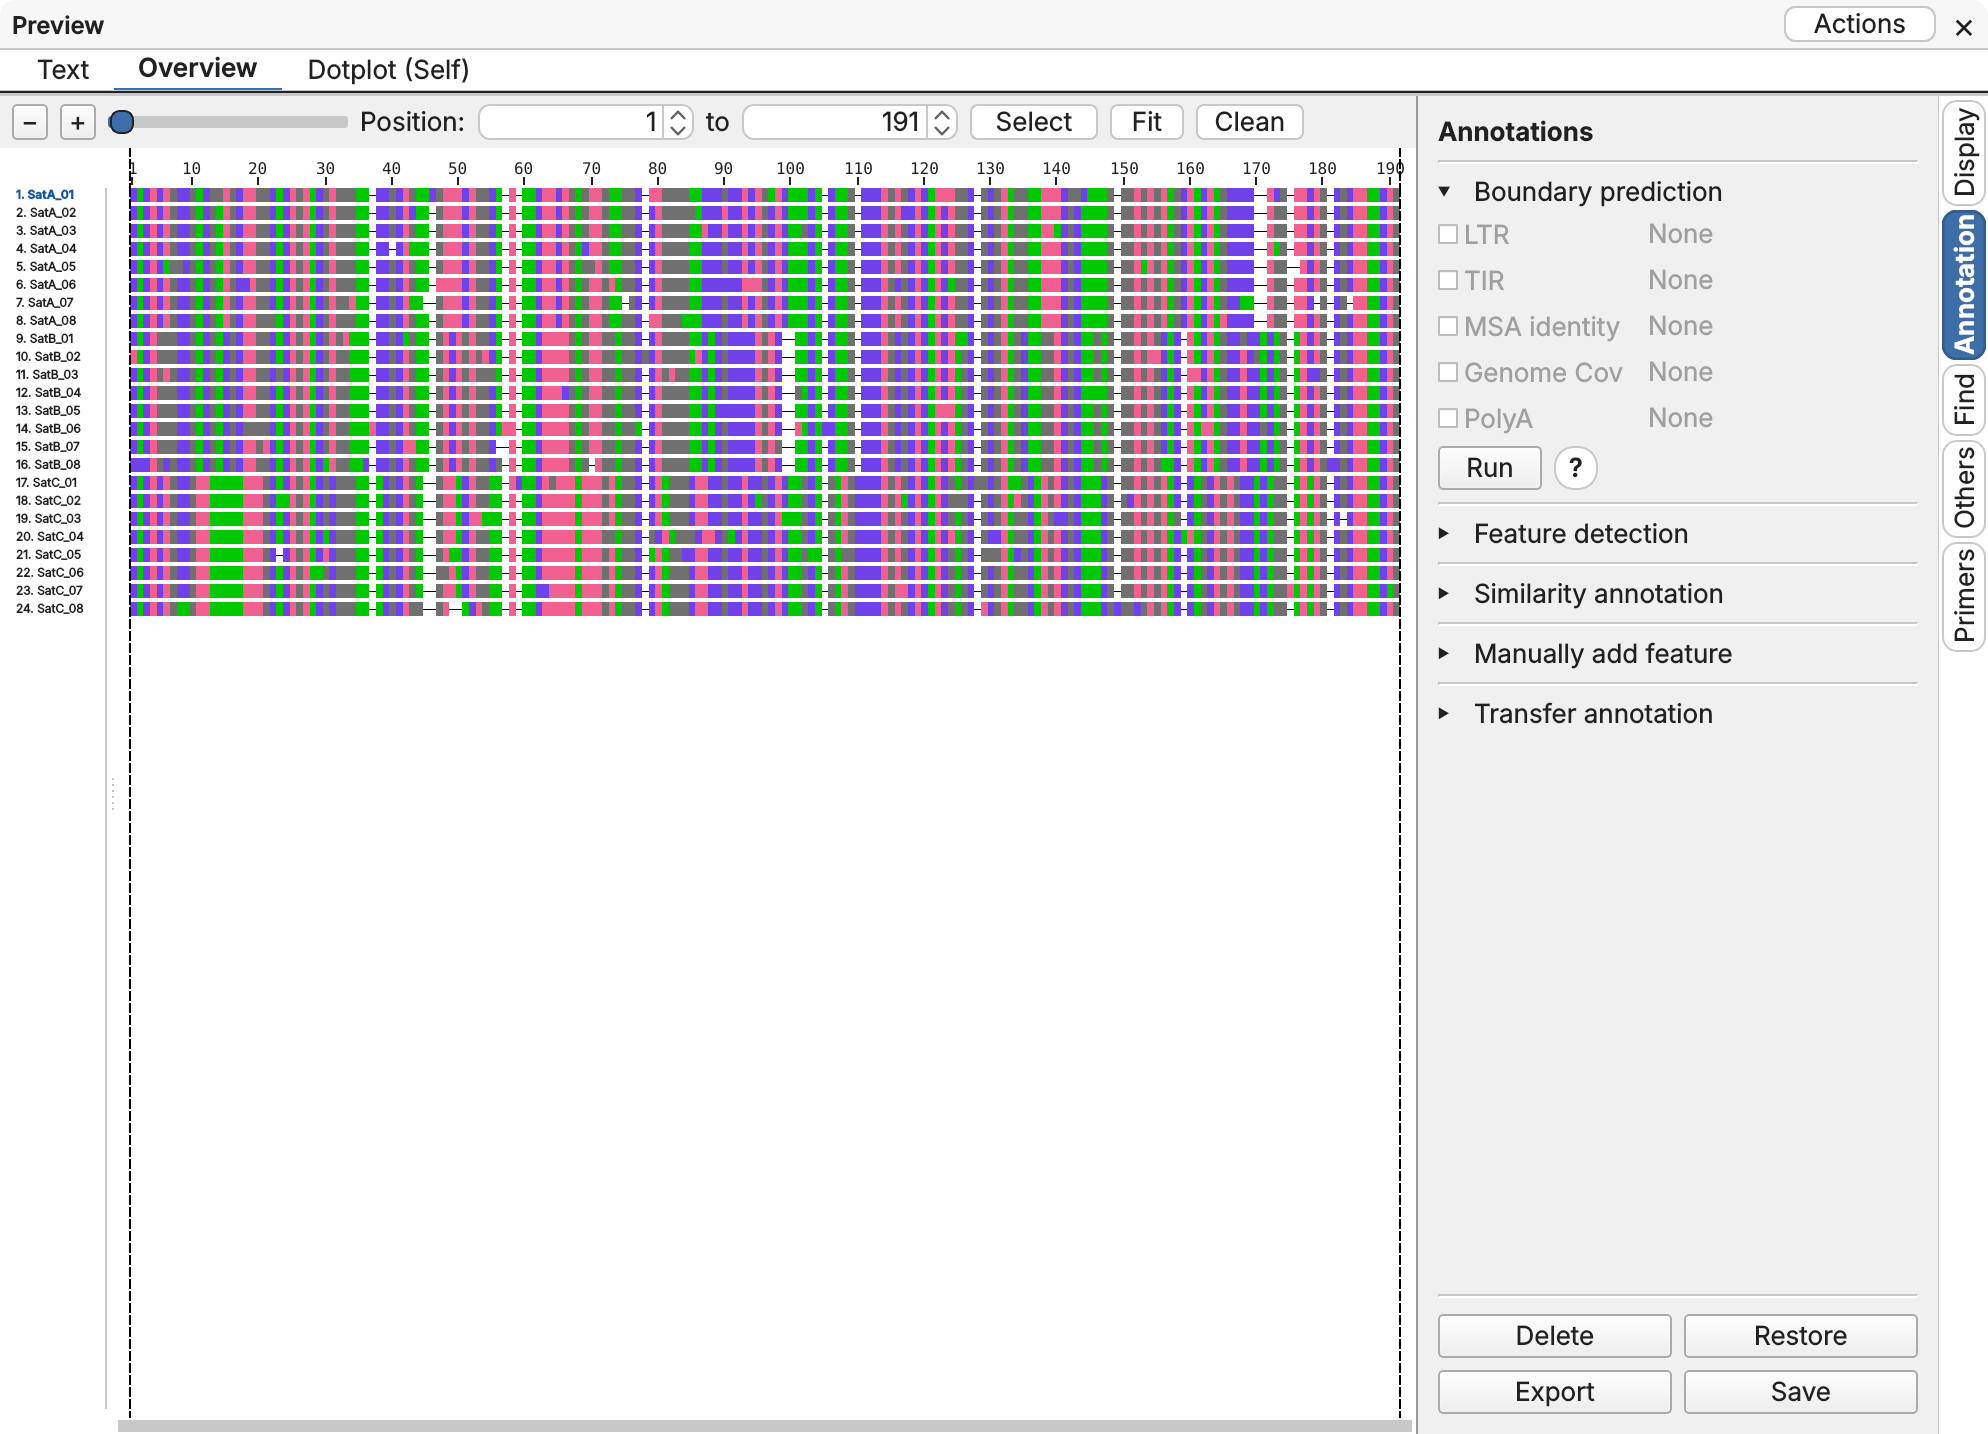 Preview
Actions
Text Overview Dotplot (Self)
− + Position: 1 to 191 Select Fit Clean
1 10 20 30 40 50 60 70 80 90 100 110 120 130 140 150 160 170 180 190
1. SatA_01
2. SatA_02
3. SatA_03
4. SatA_04
5. SatA_05
6. SatA_06
7. SatA_07
8. SatA_08
9. SatB_01
10. SatB_02
11. SatB_03
12. SatB_04
13. SatB_05
14. SatB_06
15. SatB_07
16. SatB_08
17. SatC_01
18. SatC_02
19. SatC_03
20. SatC_04
21. SatC_05
22. SatC_06
23. SatC_07
24. SatC_08
Annotations
Boundary prediction
LTR None
TIR None
MSA identity None
Genome Cov None
PolyA None
Run ?
Feature detection
Similarity annotation
Manually add feature
Transfer annotation
Delete Restore
Export Save
Display
Annotation
Find
Others
Primers